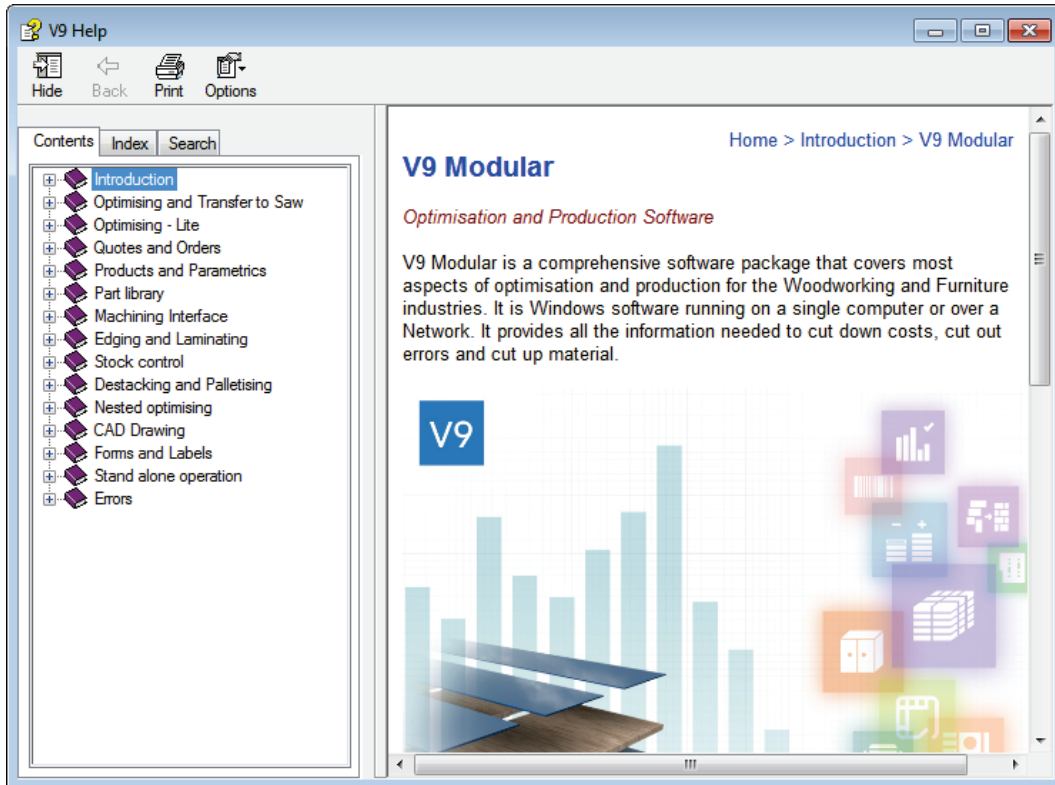 V9 Help
Hide Back Print Options
Contents Index Search
Introduction
Optimising and Transfer to Saw
Optimising - Lite
Quotes and Orders
Products and Parametrics
Part library
Machining Interface
Edging and Laminating
Stock control
Destacking and Palletising
Nested optimising
CAD Drawing
Forms and Labels
Stand alone operation
Errors
Home > Introduction > V9 Modular
V9 Modular
Optimisation and Production Software
V9 Modular is a comprehensive software package that covers most
aspects of optimisation and production for the Woodworking and Furniture
industries. It is Windows software running on a single computer or over a
Network. It provides all the information needed to cut down costs, cut out
errors and cut up material.
V9